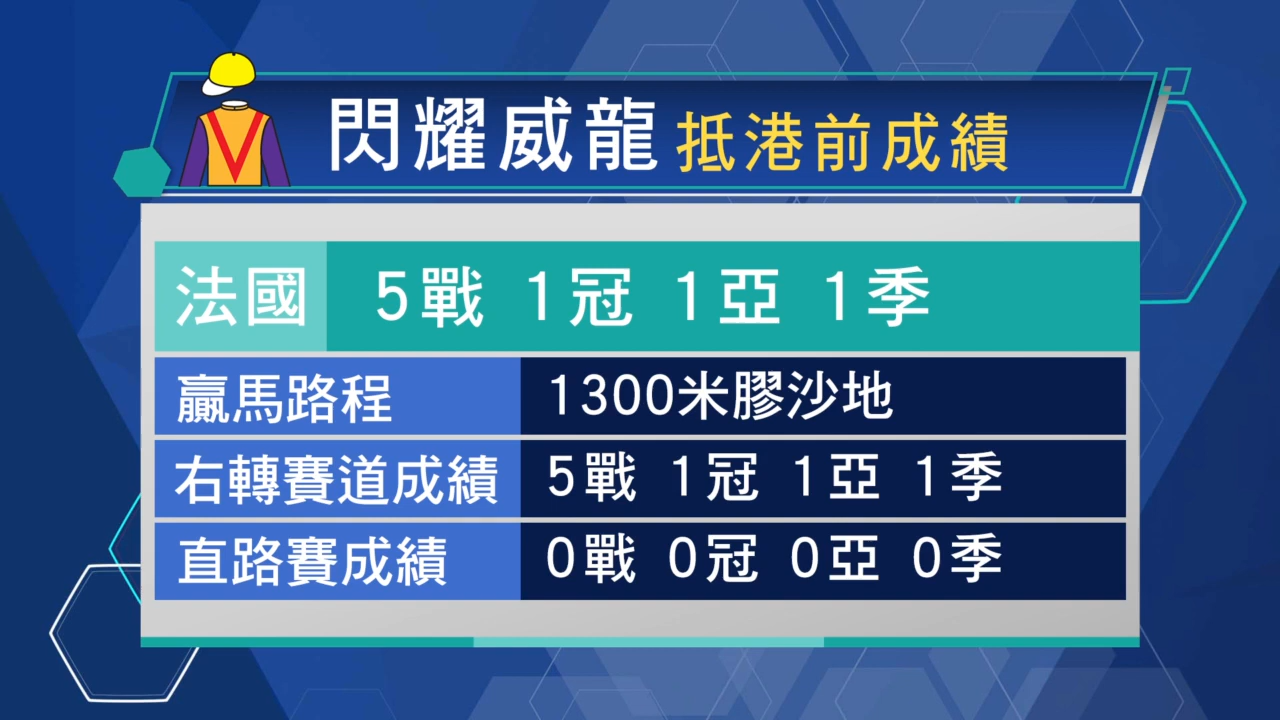 閃耀威龍 抵港前成績
法國 5戰 1冠 1亞 1季
贏馬路程 1300米膠沙地
右轉賽道成績 5戰 1冠 1亞 1季
直路賽成績 0戰 0冠 0亞 0季